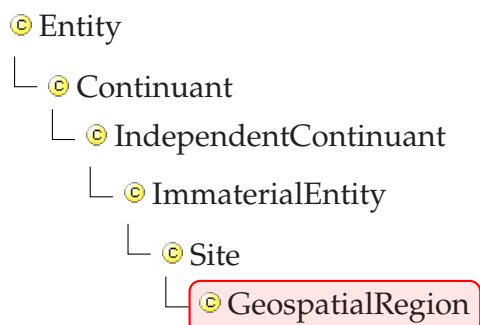 © Entity
© Continuant
© IndependentContinuant
© ImmaterialEntity
© Site
© GeospatialRegion